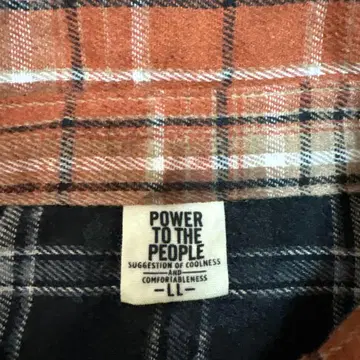 POWER
TO THE
PEOPLE
SUGGESTION OF COOLNESS
AND
COMFORTABLENESS
-LL-